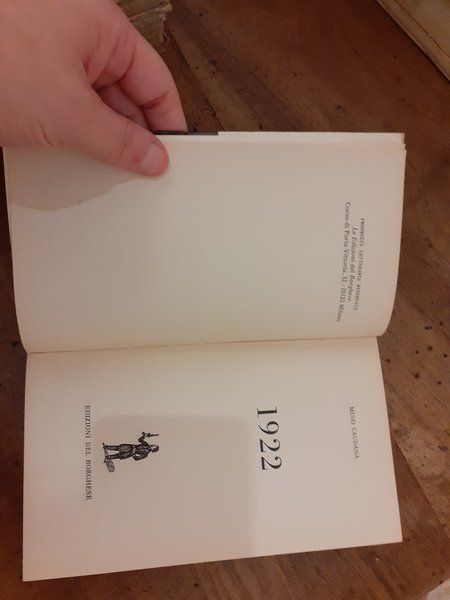 PROPRIETÀ LETTERARIA RISERVATA
Le Edizioni del Borghese
Corso di Porta Vittoria, 32 - 20122 Milano
MINO CAUDANA
1922
EDIZIONI DEL BORGHESE